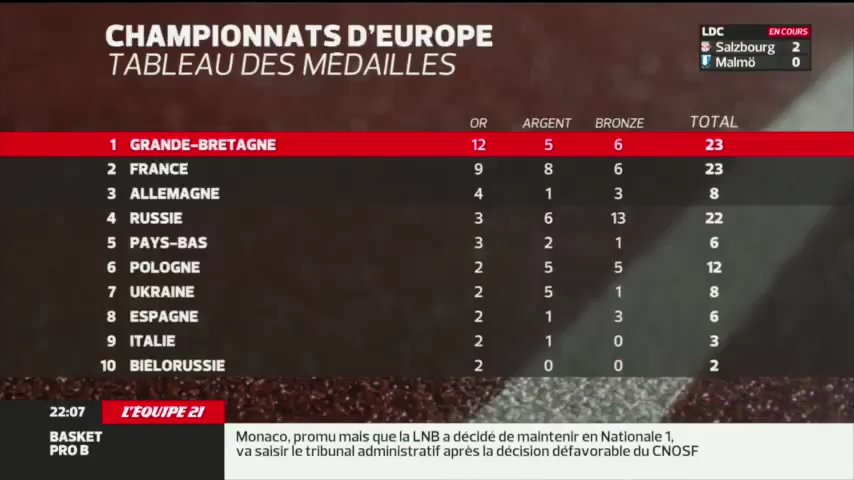 CHAMPIONNATS D'EUROPE
TABLEAU DES MÉDAILLES
LDC EN COURS
Salzbourg 2
Malmö 0
OR ARGENT BRONZE TOTAL
1 GRANDE-BRETAGNE 12 5 6 23
2 FRANCE 9 8 6 23
3 ALLEMAGNE 4 1 3 8
4 RUSSIE 3 6 13 22
5 PAYS-BAS 3 2 1 6
6 POLOGNE 2 5 5 12
7 UKRAINE 2 5 1 8
8 ESPAGNE 2 1 3 6
9 ITALIE 2 1 0 3
10 BIÉLORUSSIE 2 0 0 2
22:07 L'ÉQUIPE 21
BASKET
PRO B
Monaco, promu mais que la LNB a décidé de maintenir en Nationale 1,
va saisir le tribunal administratif après la décision défavorable du CNOSF